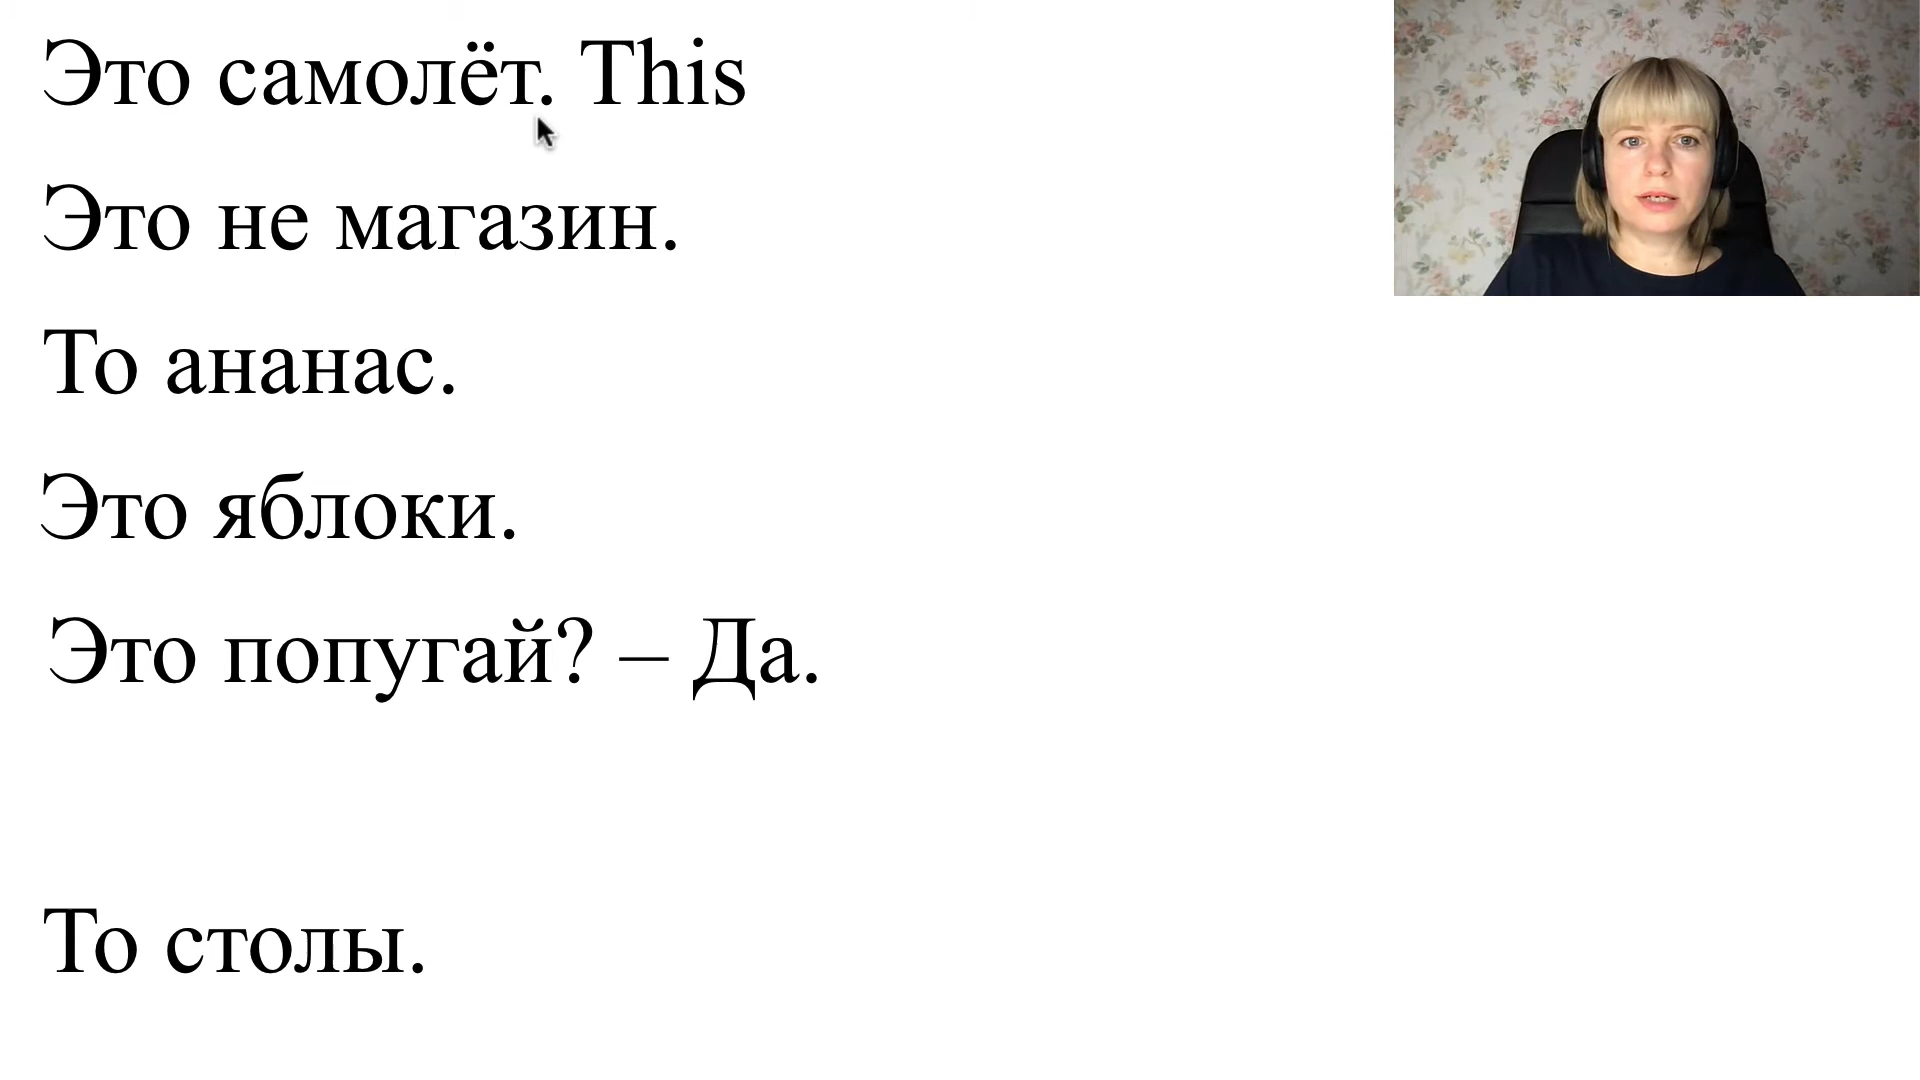 Это самолёт. This
Это не магазин.
То ананас.
Это яблоки.
Это попугай? – Да.
То столы.